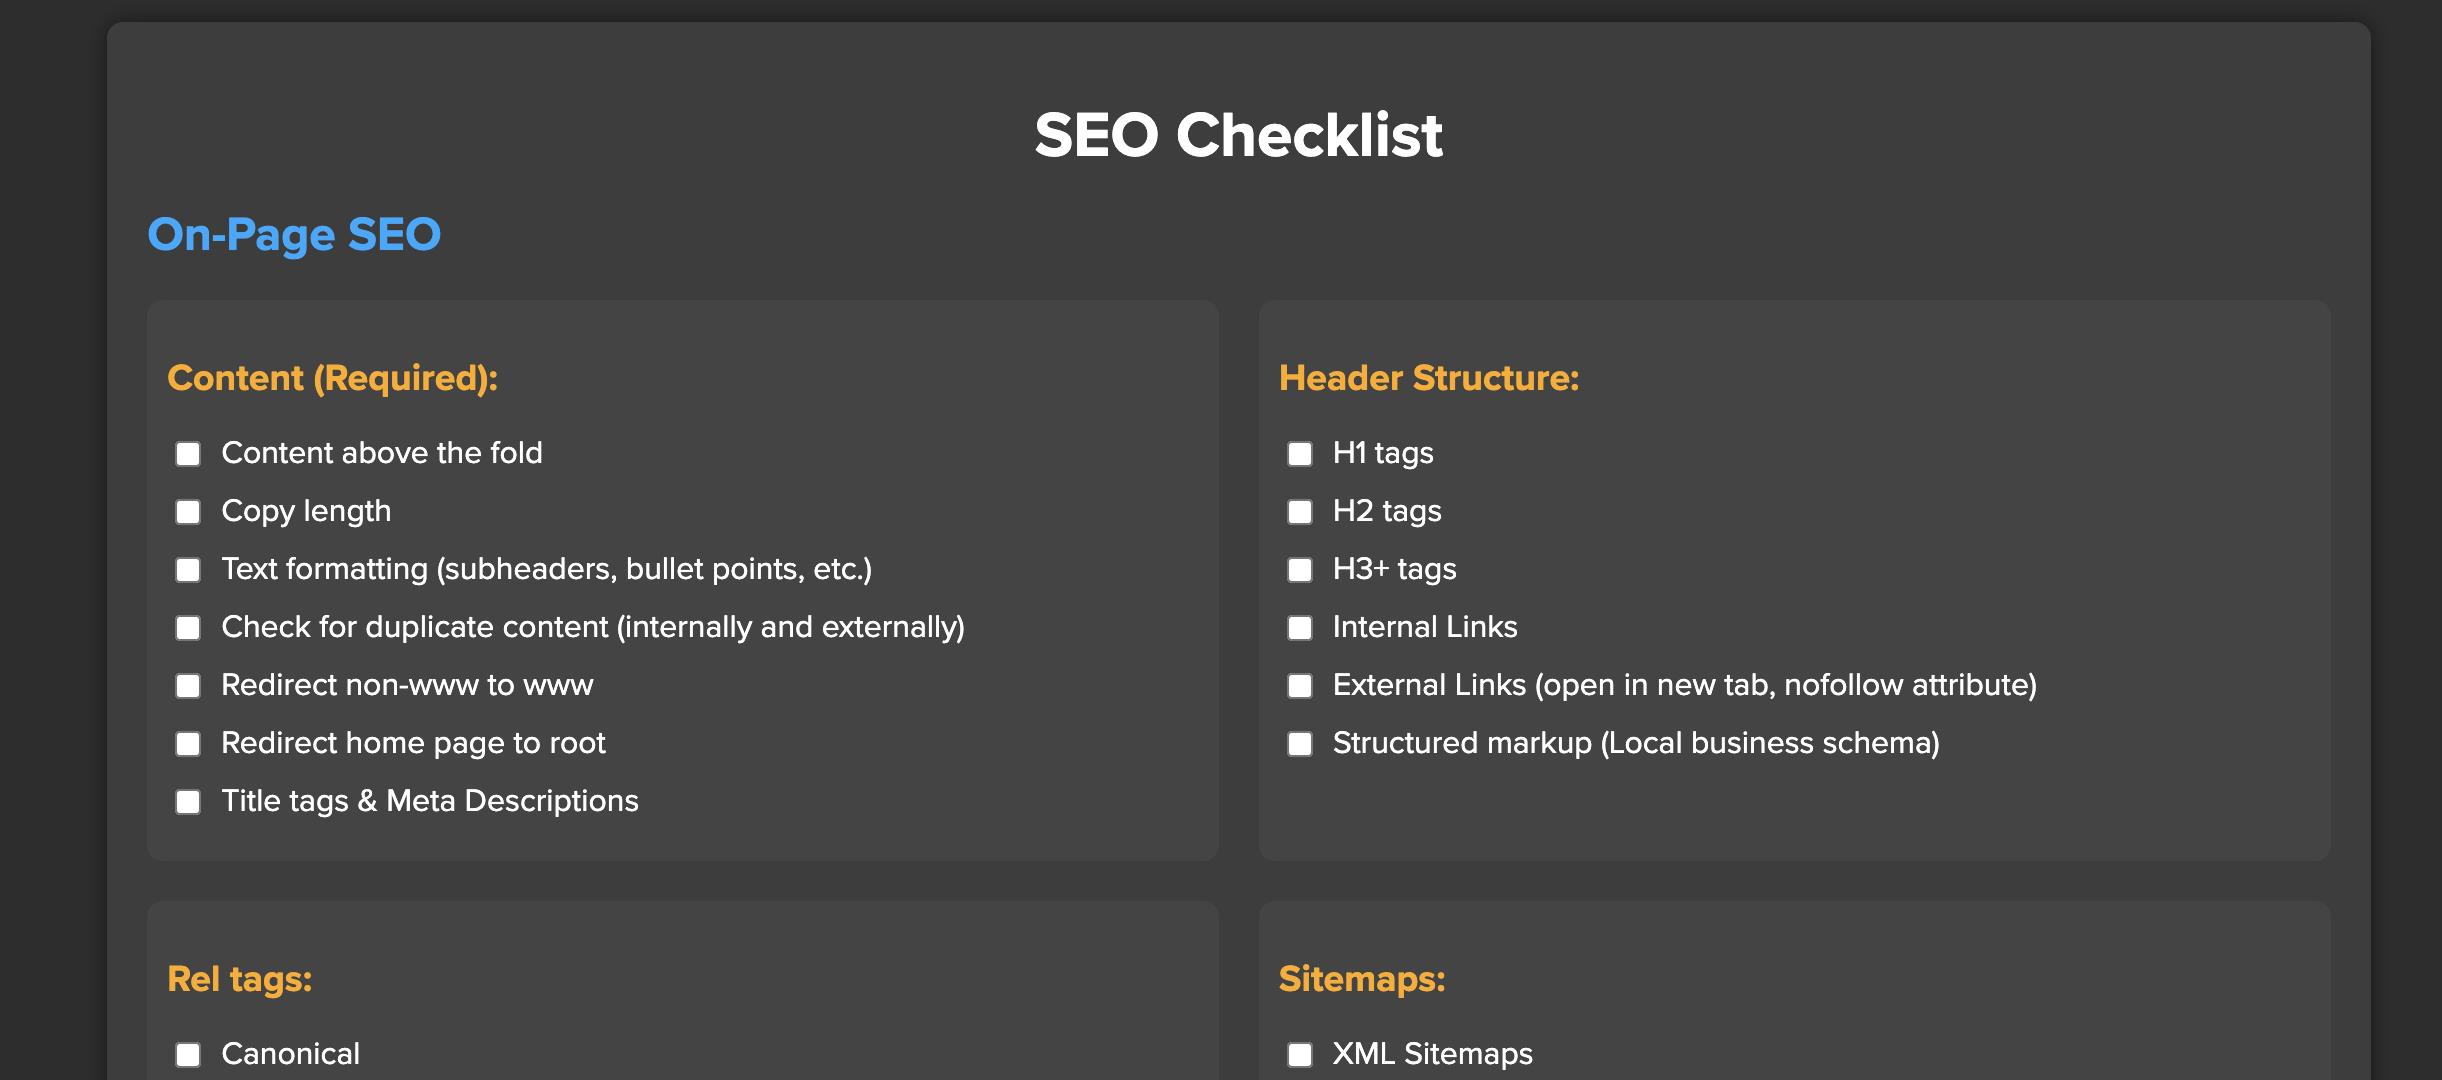 SEO Checklist
On-Page SEO
Content (Required):
Content above the fold
Copy length
Text formatting (subheaders, bullet points, etc.)
Check for duplicate content (internally and externally)
Redirect non-www to www
Redirect home page to root
Title tags & Meta Descriptions
Header Structure:
H1 tags
H2 tags
H3+ tags
Internal Links
External Links (open in new tab, nofollow attribute)
Structured markup (Local business schema)
Rel tags:
Canonical
Sitemaps:
XML Sitemaps